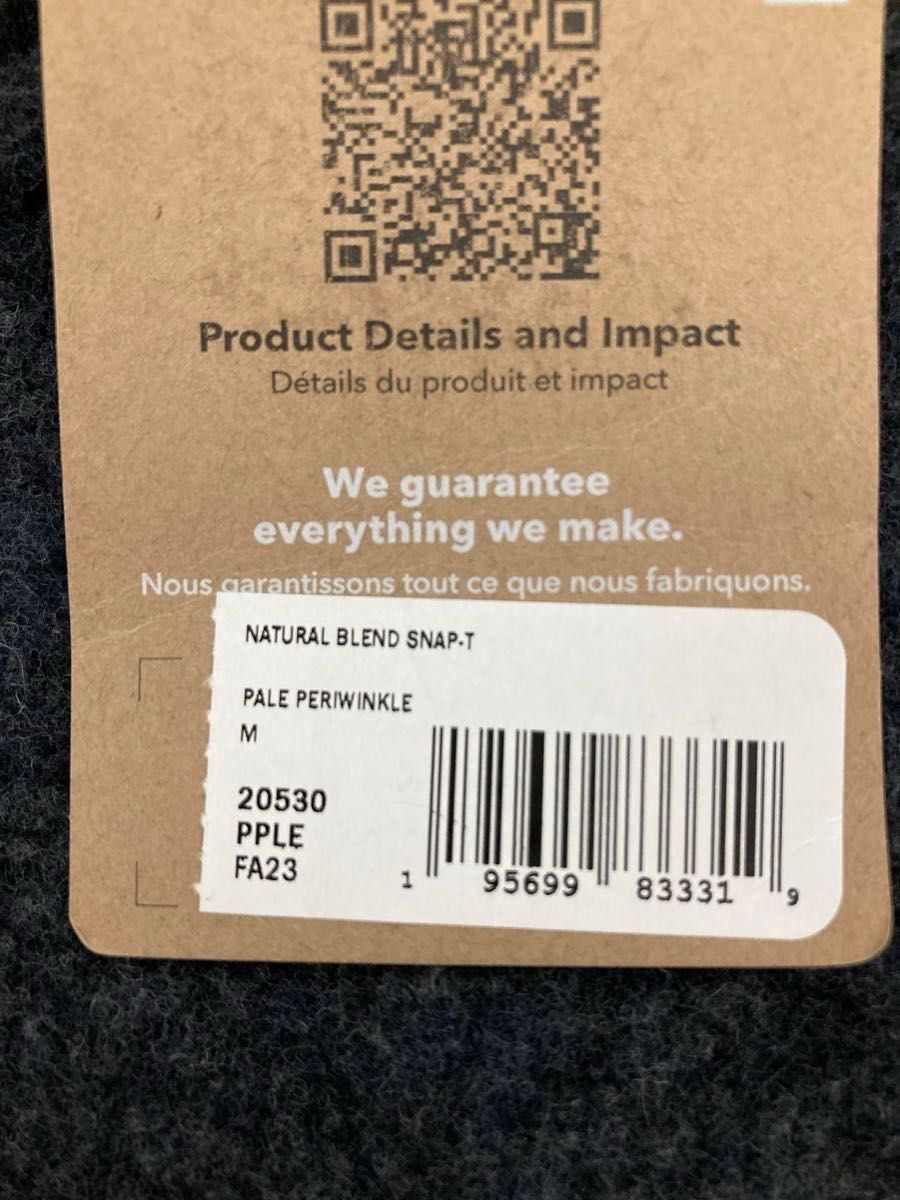 Product Details and Impact
Détails du produit et impact
We guarantee
everything we make.
Nous garantissons tout ce que nous fabriquons.
NATURAL BLEND SNAP-T
PALE PERIWINKLE
M
20530
PPLE
FA23
1 95699 83331 9